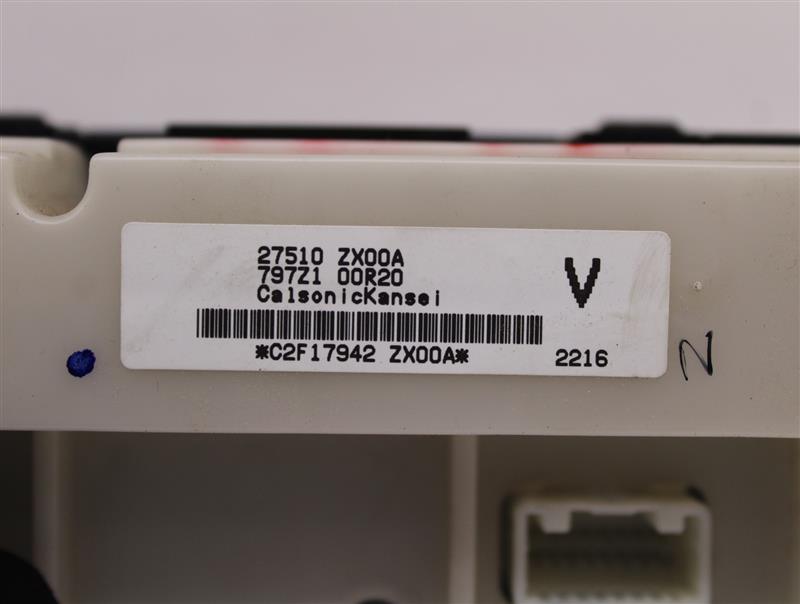 27510 ZX00A
797Z1 00R20
CalsonicKansei
V
*C2F17942 ZX00A*
2216
N